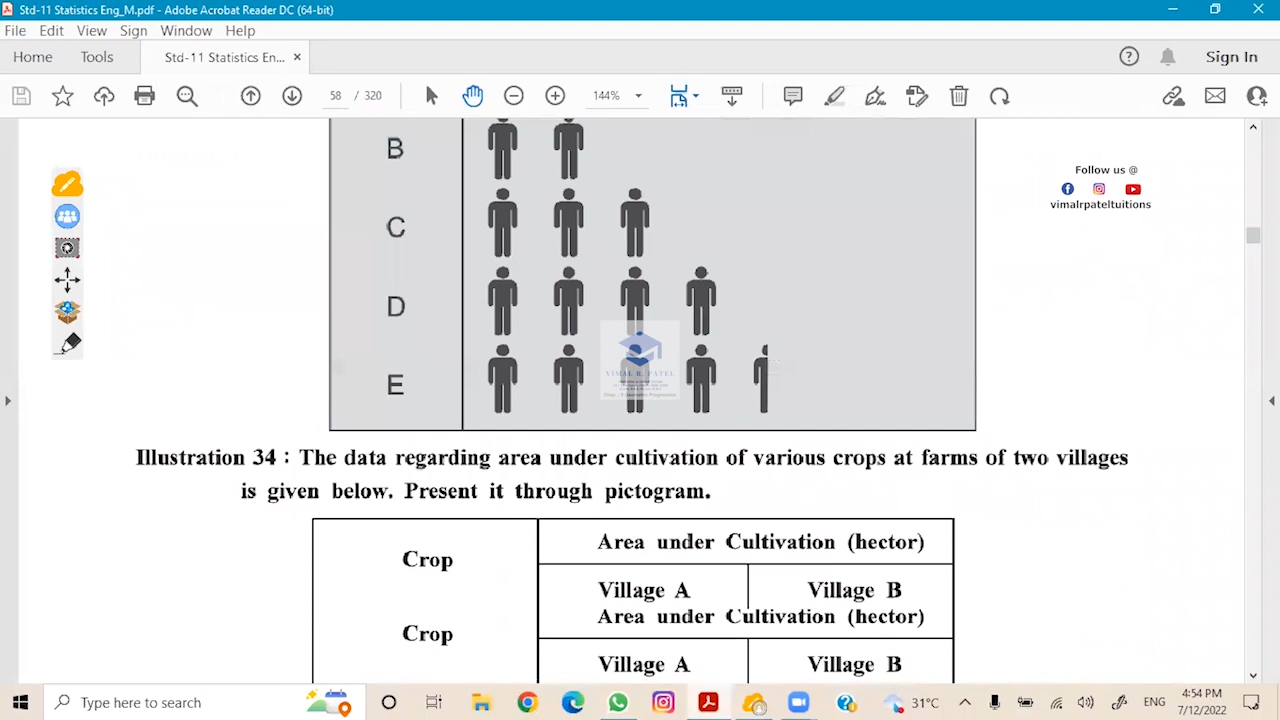 Std-11 Statistics Eng_M.pdf - Adobe Acrobat Reader DC (64-bit)
File Edit View Sign Window Help
Home Tools Std-11 Statistics En... × Sign In
58 / 320 144%
B
Follow us @
vimalrpateltuitions
C
D
VIMAL R. PATEL
E
Illustration 34 : The data regarding area under cultivation of various crops at farms of two villages
is given below. Present it through pictogram.
Crop
Area under Cultivation (hector)
Village A Village B
Crop
Area under Cultivation (hector)
Village A Village B
Type here to search
31°C ENG 4:54 PM
7/12/2022